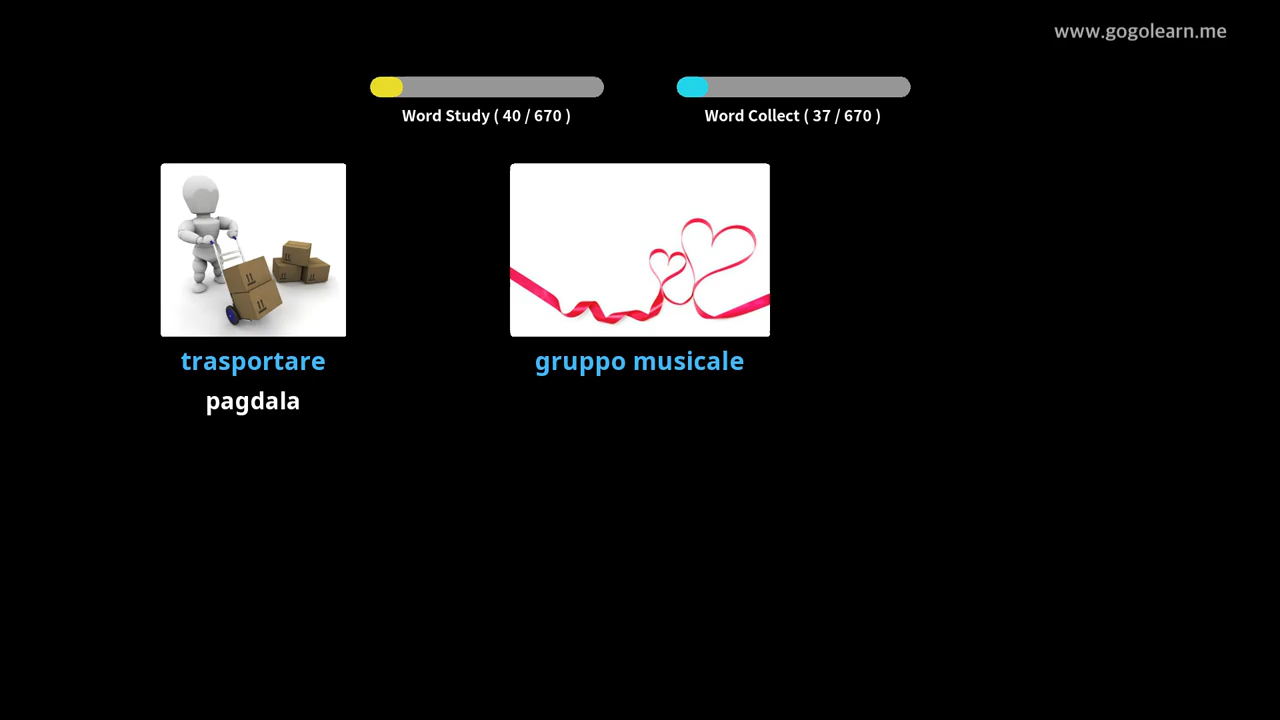 www.gogolearn.me
Word Study ( 40 / 670 )
Word Collect ( 37 / 670 )
trasportare
pagdala
gruppo musicale